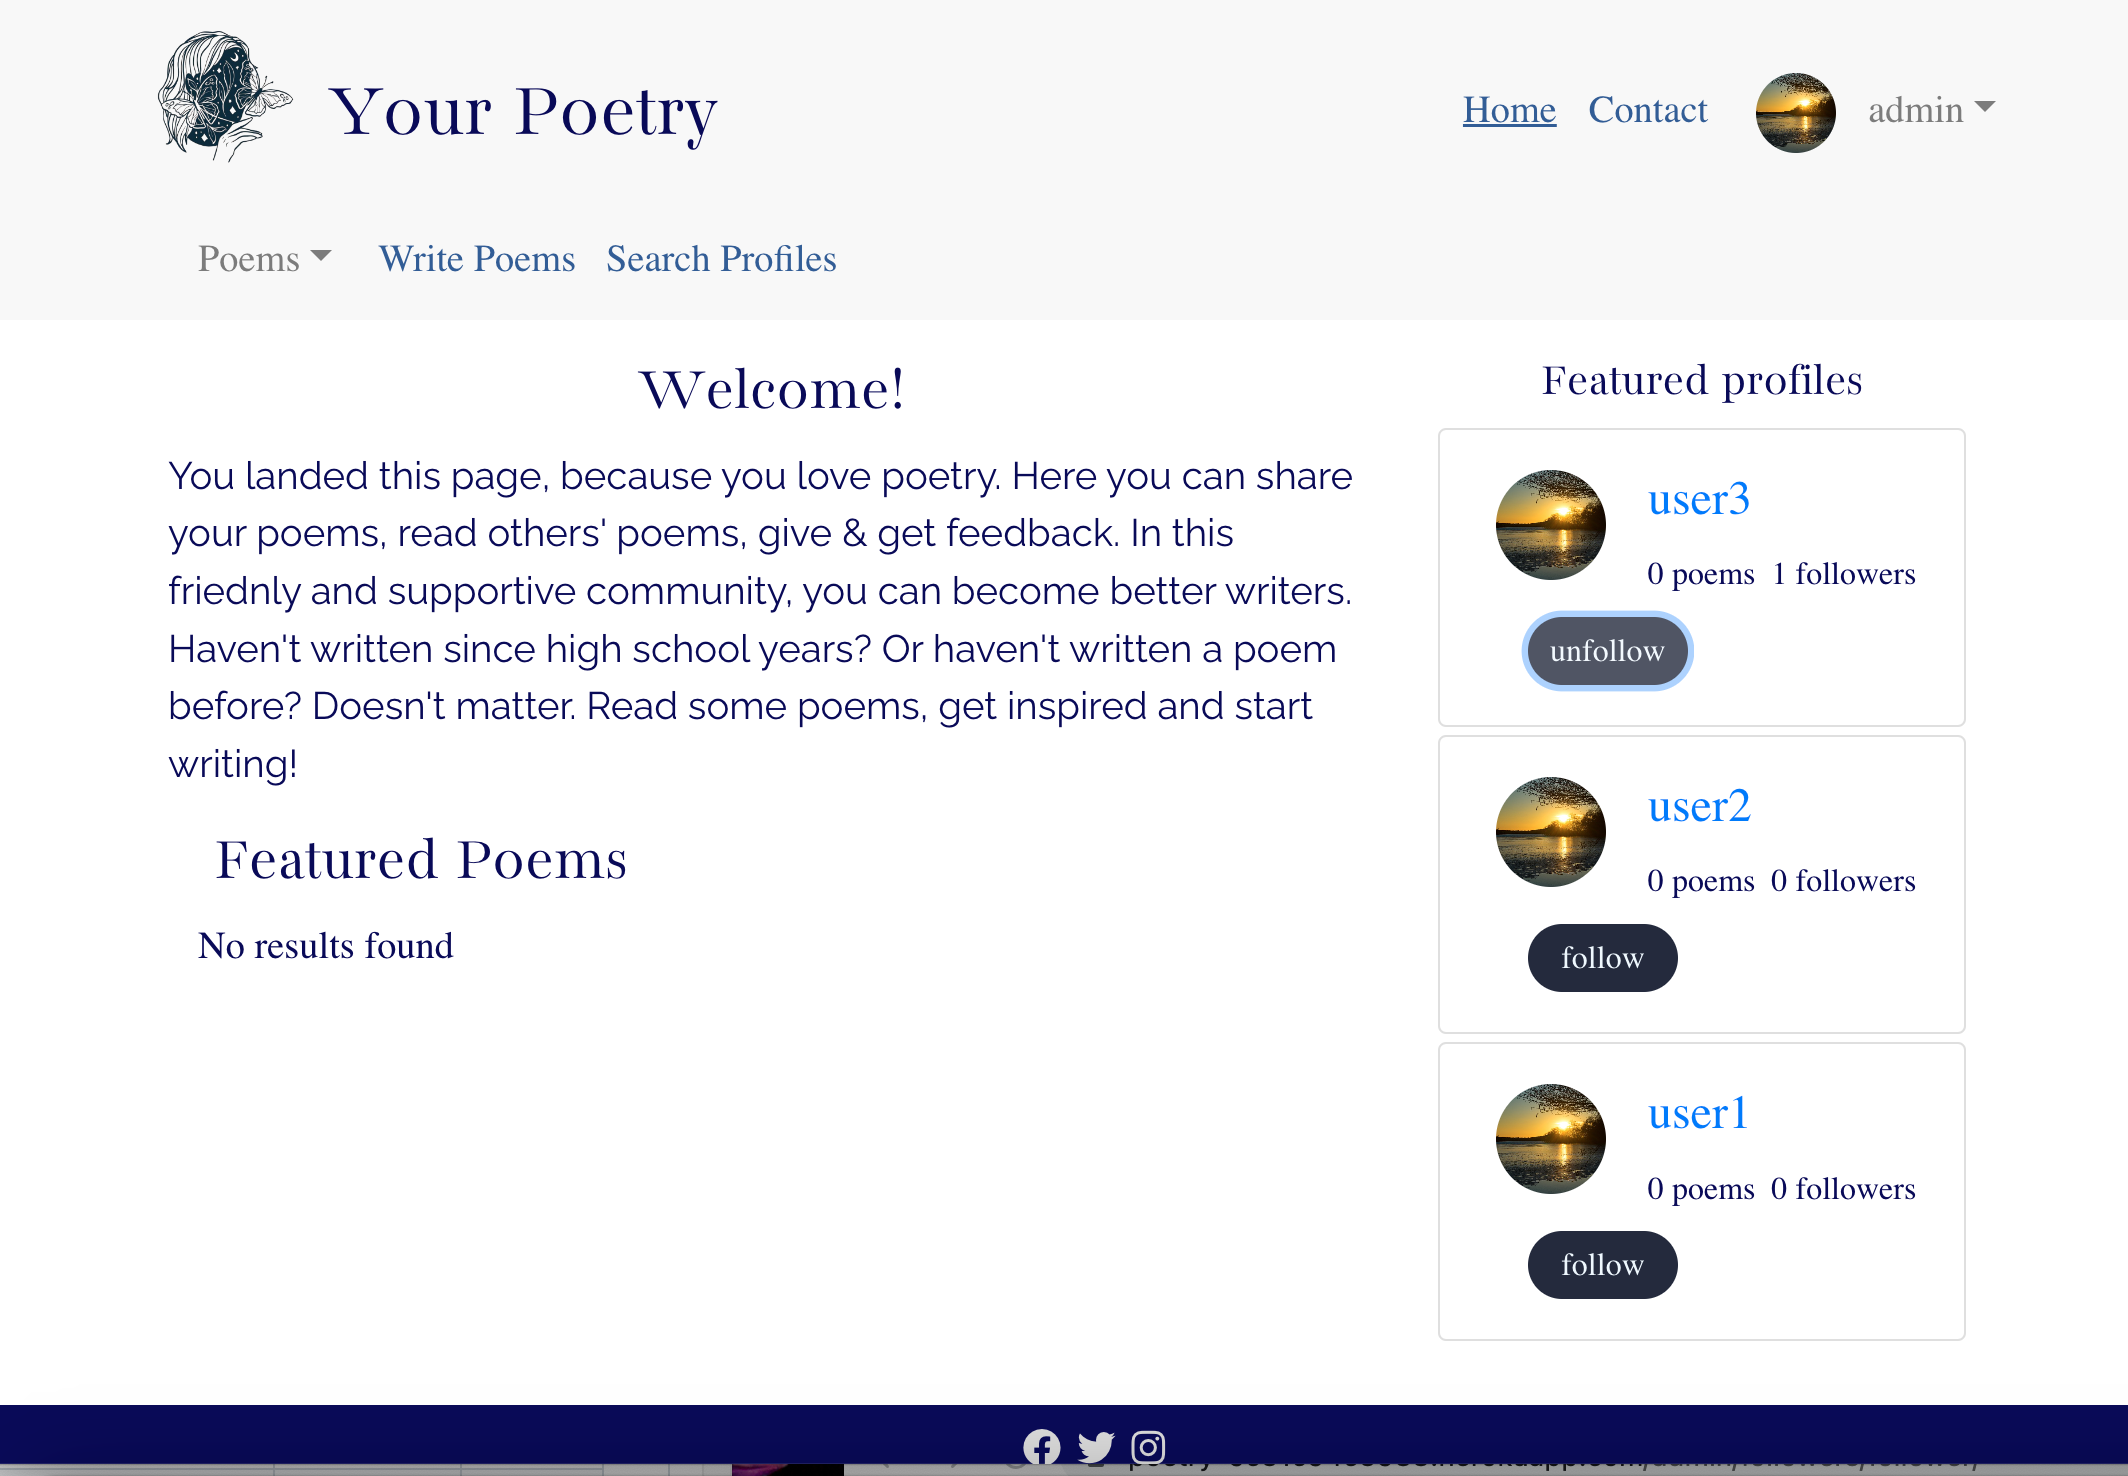 Your Poetry
Home Contact admin
Poems Write Poems Search Profiles
Welcome!
You landed this page, because you love poetry. Here you can share
your poems, read others' poems, give & get feedback. In this
friednly and supportive community, you can become better writers.
Haven't written since high school years? Or haven't written a poem
before? Doesn't matter. Read some poems, get inspired and start
writing!
Featured Poems
No results found
Featured profiles
user3
0 poems 1 followers
unfollow
user2
0 poems 0 followers
follow
user1
0 poems 0 followers
follow